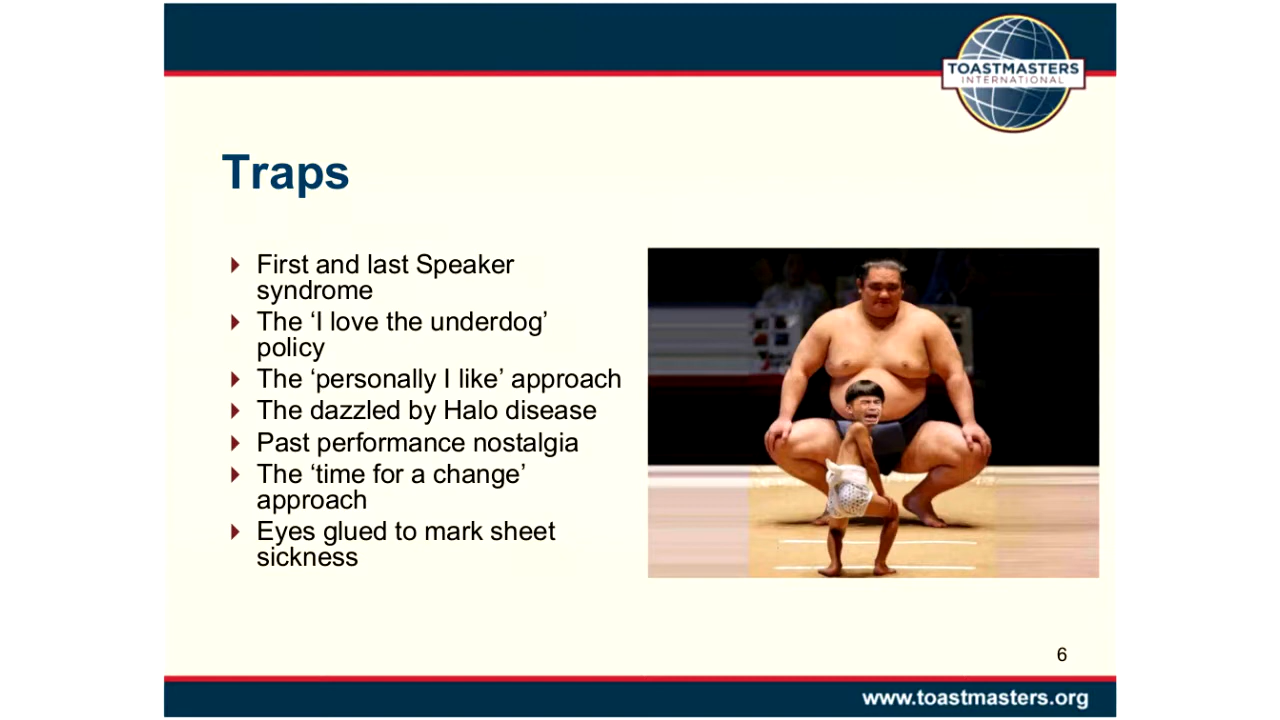 TOASTMASTERS
INTERNATIONAL
Traps
First and last Speaker
syndrome
The ‘I love the underdog’
policy
The ‘personally I like’ approach
The dazzled by Halo disease
Past performance nostalgia
The ‘time for a change’
approach
Eyes glued to mark sheet
sickness
6
www.toastmasters.org